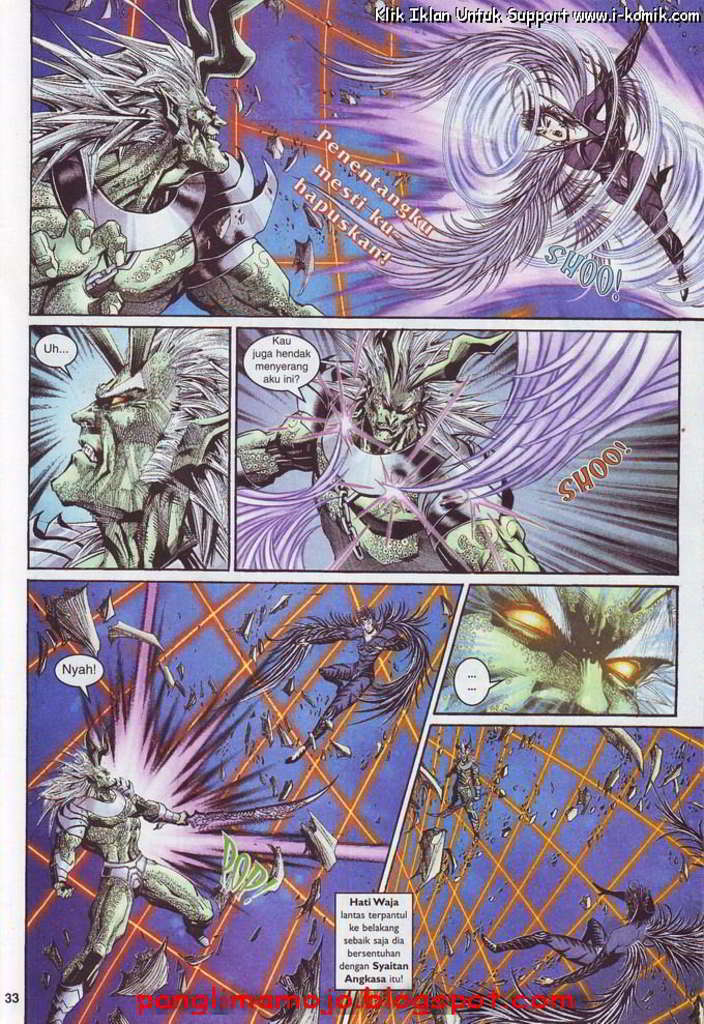 Klik Iklan Untuk Support www.i-komik.com
Penentangku
mesti ku
hapuskan!
SHOO!
Uh...
Kau
juga hendak
menyerang
aku ini?
SHOOS!
Nyah!
...
...
Hati Waja
lantas terpantul
ke belakang
sebaik saja dia
bersentuhan
dengan Syaitan
Angkasa itu!
33
panglimamojo.blogspot.com